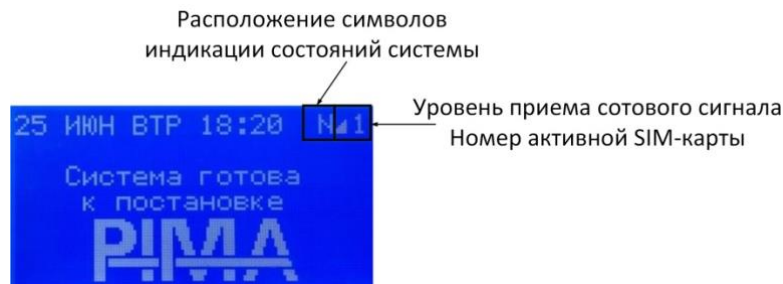 Расположение символов
индикации состояний системы
25 ИЮН ВТР 18:20 N 1
Уровень приема сотового сигнала
Номер активной SIM-карты
Система готова
к постановке
PIMA